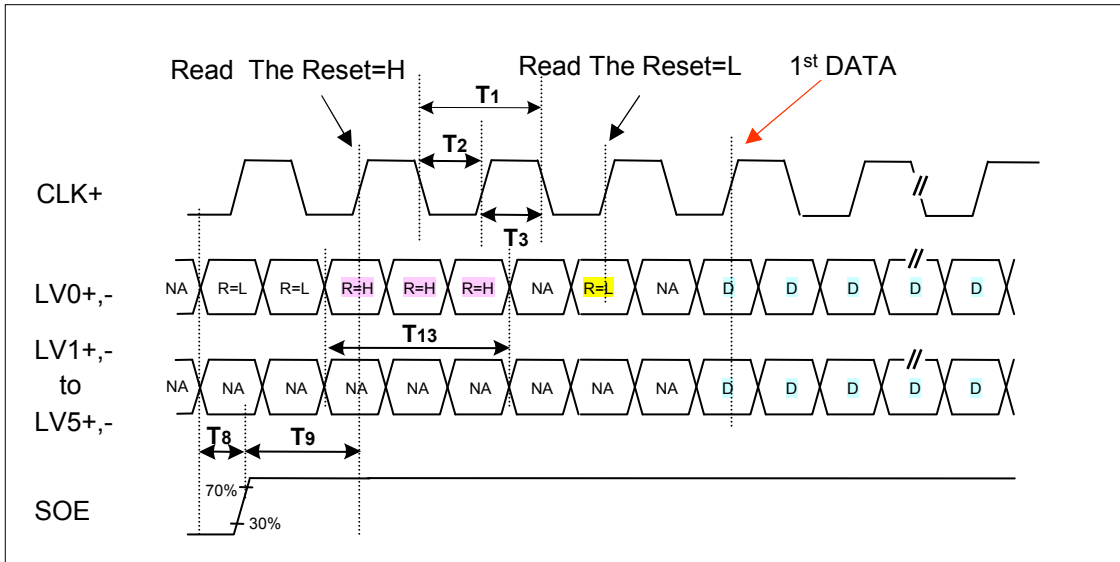 Read The Reset=H
Read The Reset=L
1st DATA
T1
T2
CLK+
T3
LV0+,-
NA R=L R=L R=H R=H R=H NA R=L NA D D D D D
T13
LV1+,-
to
LV5+,-
NA NA NA NA NA NA NA NA NA D D D D D
T8 T9
SOE
70%
30%